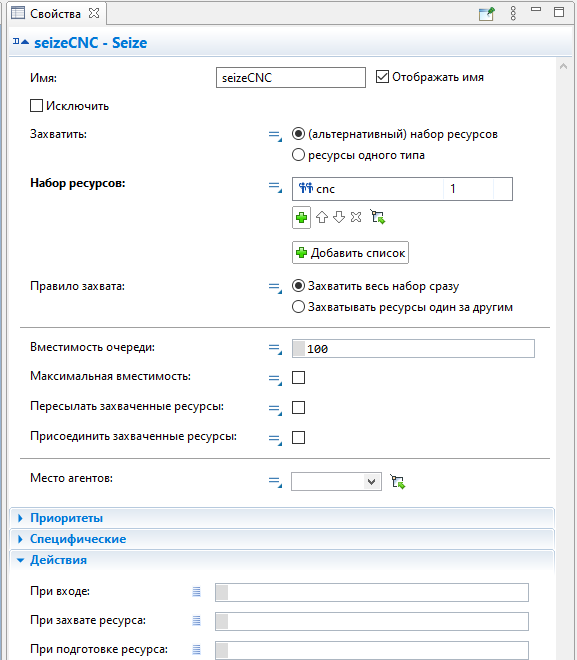 Свойства
seizeCNC - Seize
Имя: seizeCNC Отображать имя
Исключить
Захватить: (альтернативный) набор ресурсов
ресурсы одного типа
Набор ресурсов: cnc 1
Добавить список
Правило захвата: Захватить весь набор сразу
Захватывать ресурсы один за другим
Вместимость очереди: 100
Максимальная вместимость:
Пересылать захваченные ресурсы:
Присоединить захваченные ресурсы:
Место агентов:
Приоритеты
Специфические
Действия
При входе:
При захвате ресурса:
При подготовке ресурса: